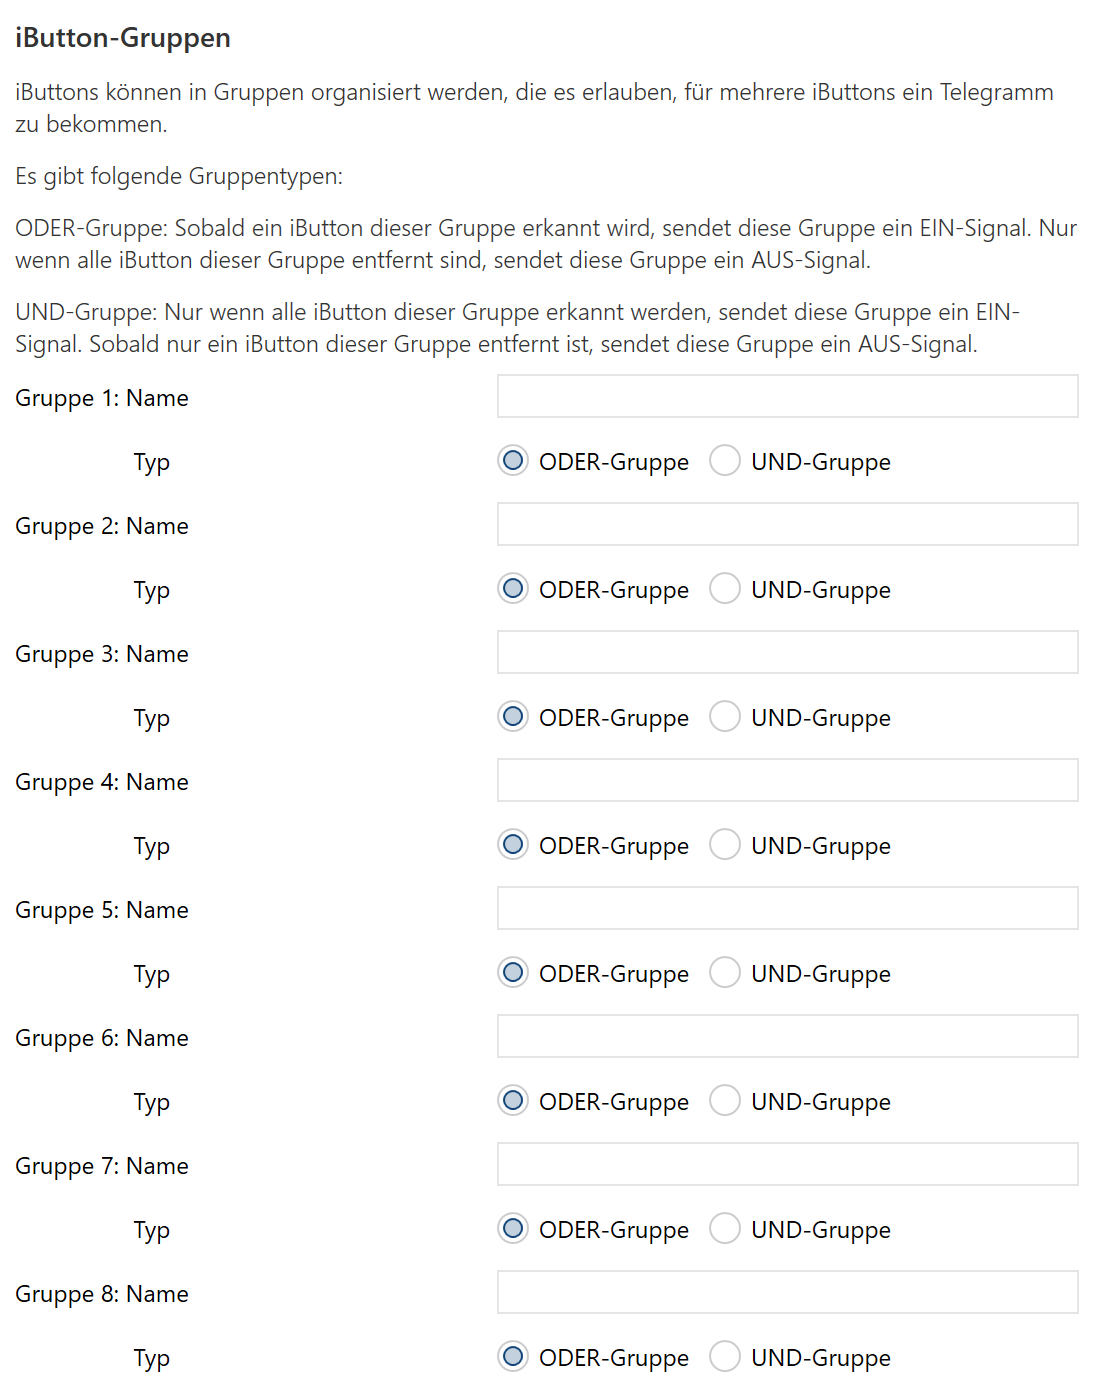 iButton-Gruppen
iButtons können in Gruppen organisiert werden, die es erlauben, für mehrere iButtons ein Telegramm
zu bekommen.
Es gibt folgende Gruppentypen:
ODER-Gruppe: Sobald ein iButton dieser Gruppe erkannt wird, sendet diese Gruppe ein EIN-Signal. Nur
wenn alle iButton dieser Gruppe entfernt sind, sendet diese Gruppe ein AUS-Signal.
UND-Gruppe: Nur wenn alle iButton dieser Gruppe erkannt werden, sendet diese Gruppe ein EIN-
Signal. Sobald nur ein iButton dieser Gruppe entfernt ist, sendet diese Gruppe ein AUS-Signal.
Gruppe 1: Name
Typ ODER-Gruppe UND-Gruppe
Gruppe 2: Name
Typ ODER-Gruppe UND-Gruppe
Gruppe 3: Name
Typ ODER-Gruppe UND-Gruppe
Gruppe 4: Name
Typ ODER-Gruppe UND-Gruppe
Gruppe 5: Name
Typ ODER-Gruppe UND-Gruppe
Gruppe 6: Name
Typ ODER-Gruppe UND-Gruppe
Gruppe 7: Name
Typ ODER-Gruppe UND-Gruppe
Gruppe 8: Name
Typ ODER-Gruppe UND-Gruppe